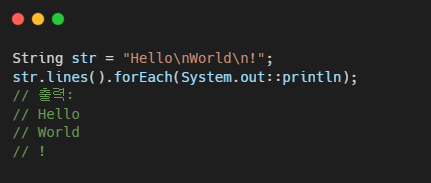 String str = "Hello\nWorld\n!";
str.lines().forEach(System.out::println);
// 출력:
// Hello
// World
// !